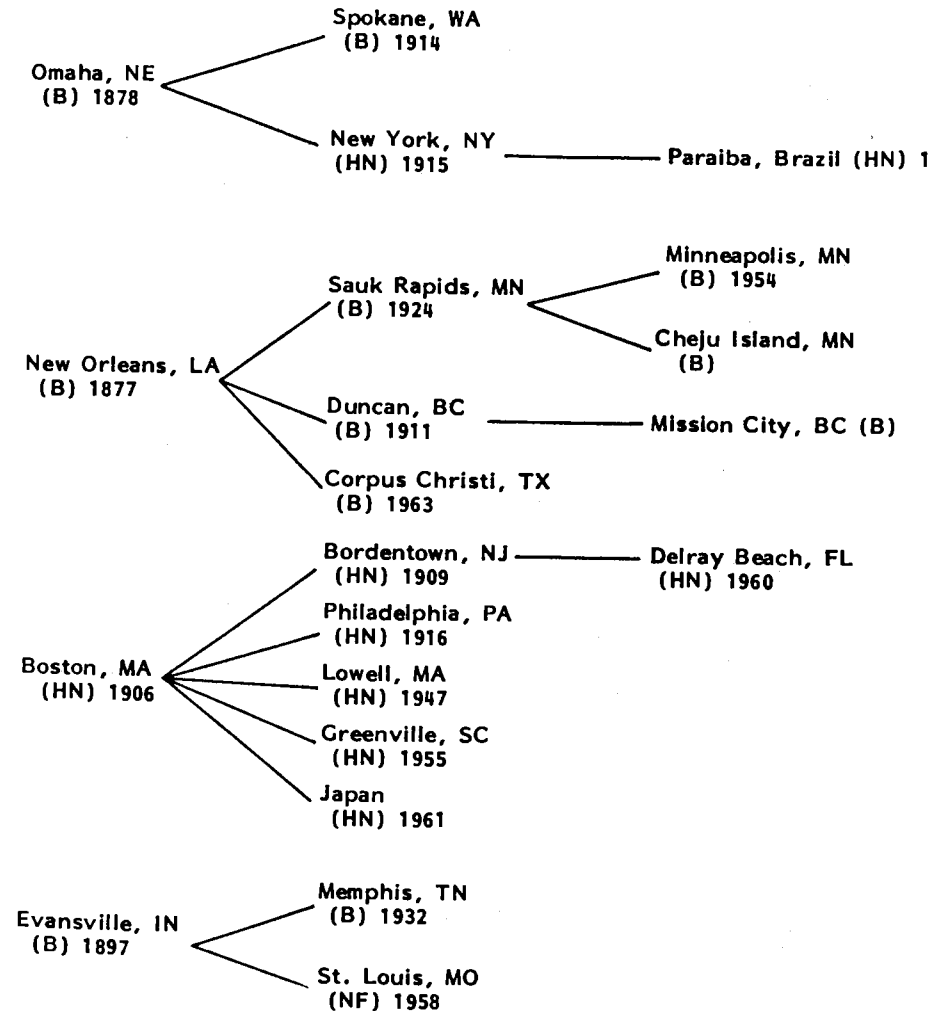 Spokane, WA
(B) 1914
Omaha, NE
(B) 1878
New York, NY
(HN) 1915
Paraiba, Brazil (HN) 1
Minneapolis, MN
(B) 1954
Sauk Rapids, MN
(B) 1924
Cheju Island, MN
(B)
New Orleans, LA
(B) 1877
Duncan, BC
(B) 1911
Mission City, BC (B)
Corpus Christi, TX
(B) 1963
Bordentown, NJ
(HN) 1909
Delray Beach, FL
(HN) 1960
Philadelphia, PA
(HN) 1916
Boston, MA
(HN) 1906
Lowell, MA
(HN) 1947
Greenville, SC
(HN) 1955
Japan
(HN) 1961
Memphis, TN
(B) 1932
Evansville, IN
(B) 1897
St. Louis, MO
(NF) 1958